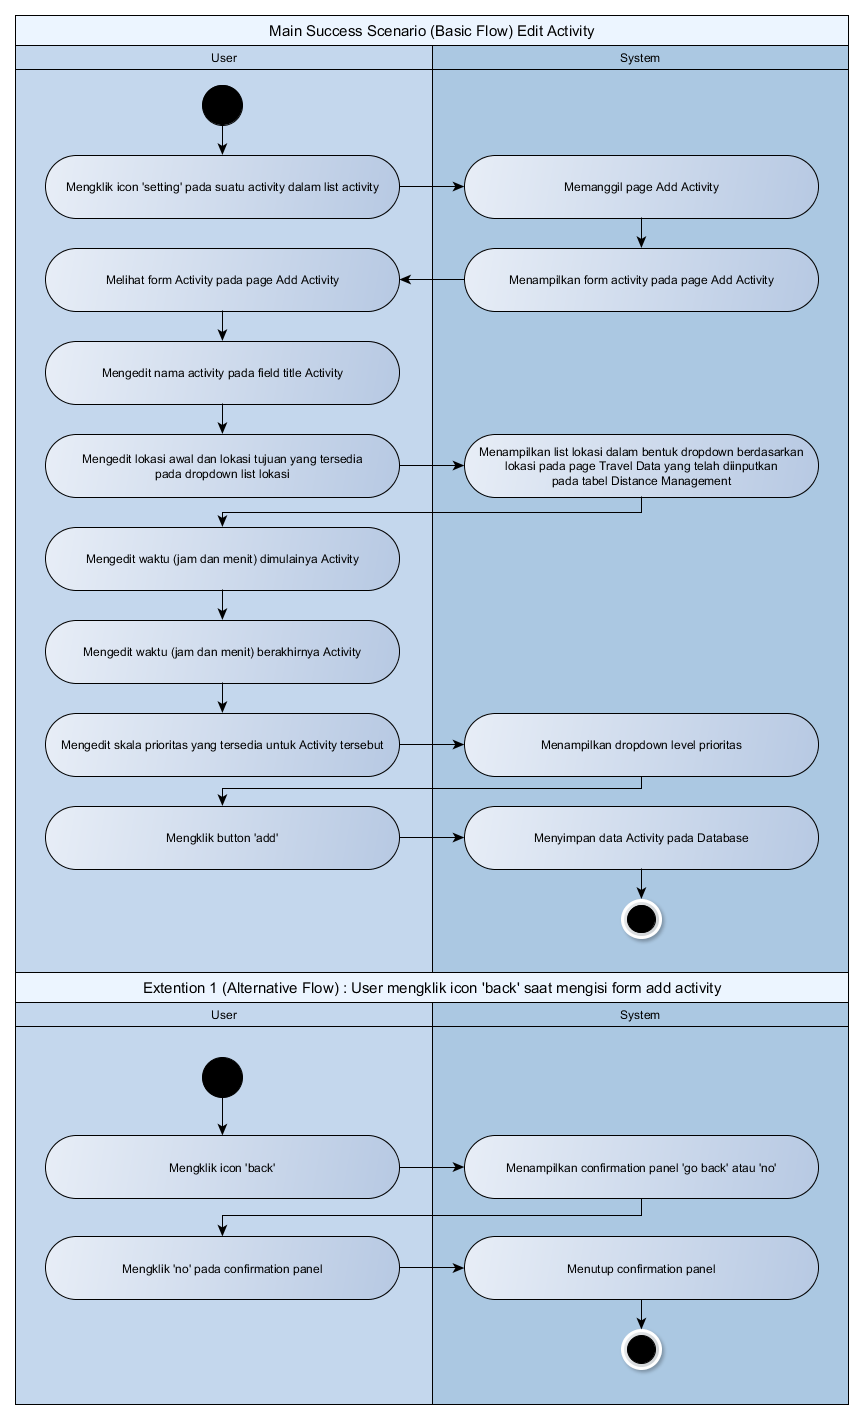 Main Success Scenario (Basic Flow) Edit Activity
User
System
Mengklik icon 'setting' pada suatu activity dalam list activity
Memanggil page Add Activity
Melihat form Activity pada page Add Activity
Menampilkan form activity pada page Add Activity
Mengedit nama activity pada field title Activity
Mengedit lokasi awal dan lokasi tujuan yang tersedia
pada dropdown list lokasi
Menampilkan list lokasi dalam bentuk dropdown berdasarkan
lokasi pada page Travel Data yang telah diinputkan
pada tabel Distance Management
Mengedit waktu (jam dan menit) dimulainya Activity
Mengedit waktu (jam dan menit) berakhirnya Activity
Mengedit skala prioritas yang tersedia untuk Activity tersebut
Menampilkan dropdown level prioritas
Mengklik button 'add'
Menyimpan data Activity pada Database
Extention 1 (Alternative Flow) : User mengklik icon 'back' saat mengisi form add activity
User
System
Mengklik icon 'back'
Menampilkan confirmation panel 'go back' atau 'no'
Mengklik 'no' pada confirmation panel
Menutup confirmation panel